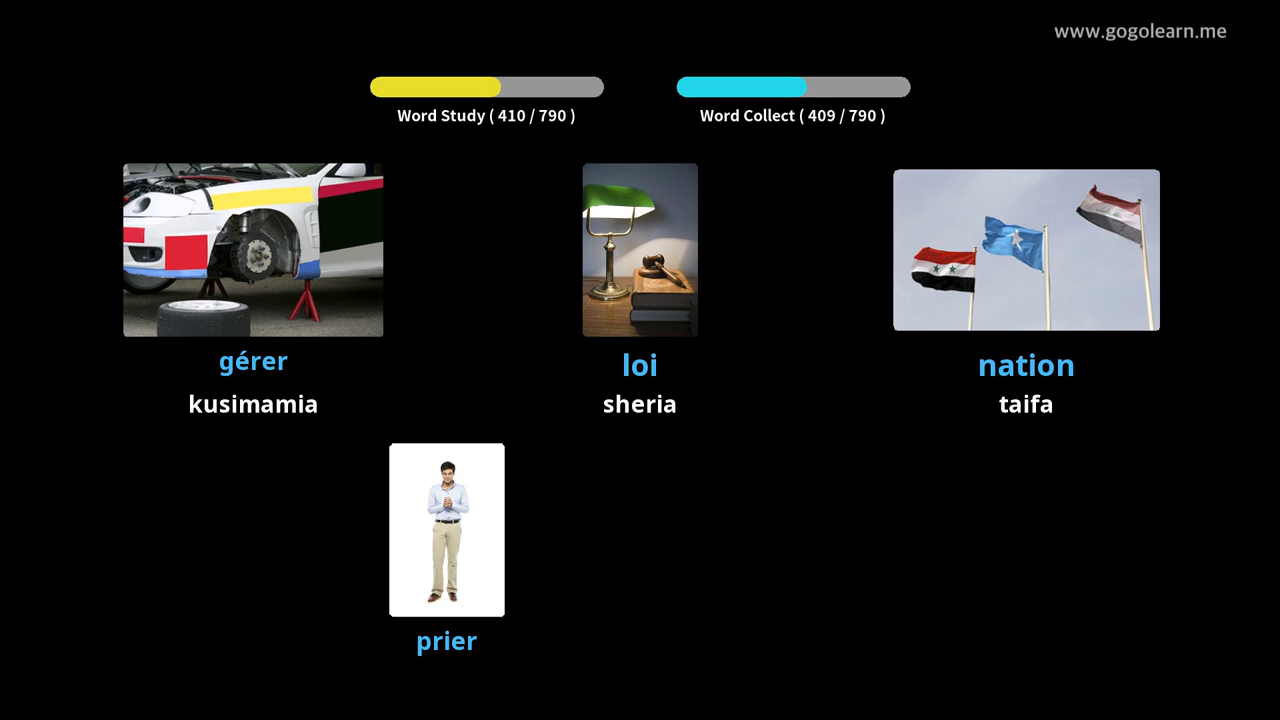 www.gogolearn.me
Word Study ( 410 / 790 )
Word Collect ( 409 / 790 )
gérer
loi
nation
kusimamia
sheria
taifa
prier